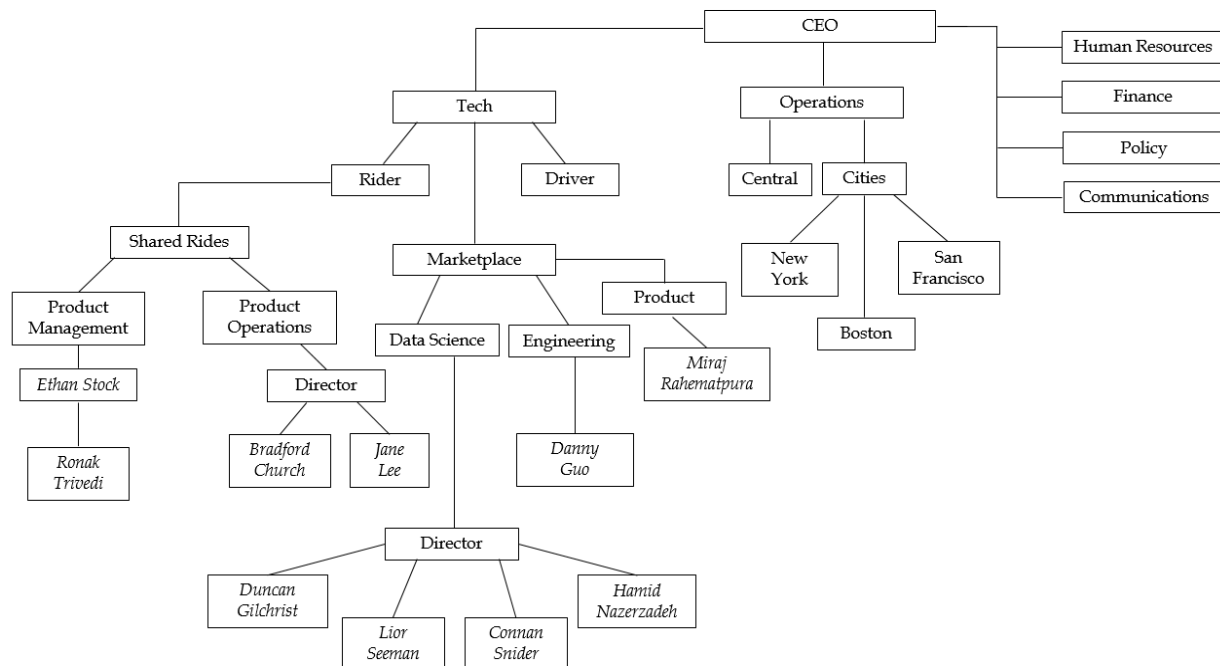 CEO
Human Resources
Finance
Policy
Communications
Tech
Operations
Rider
Driver
Central
Cities
Shared Rides
Marketplace
New
York
San
Francisco
Boston
Product
Management
Product
Operations
Data Science
Engineering
Product
Ethan Stock
Director
Miraj
Rahematpura
Ronak
Trivedi
Bradford
Church
Jane
Lee
Danny
Guo
Director
Duncan
Gilchrist
Lior
Seeman
Connan
Snider
Hamid
Nazerzadeh